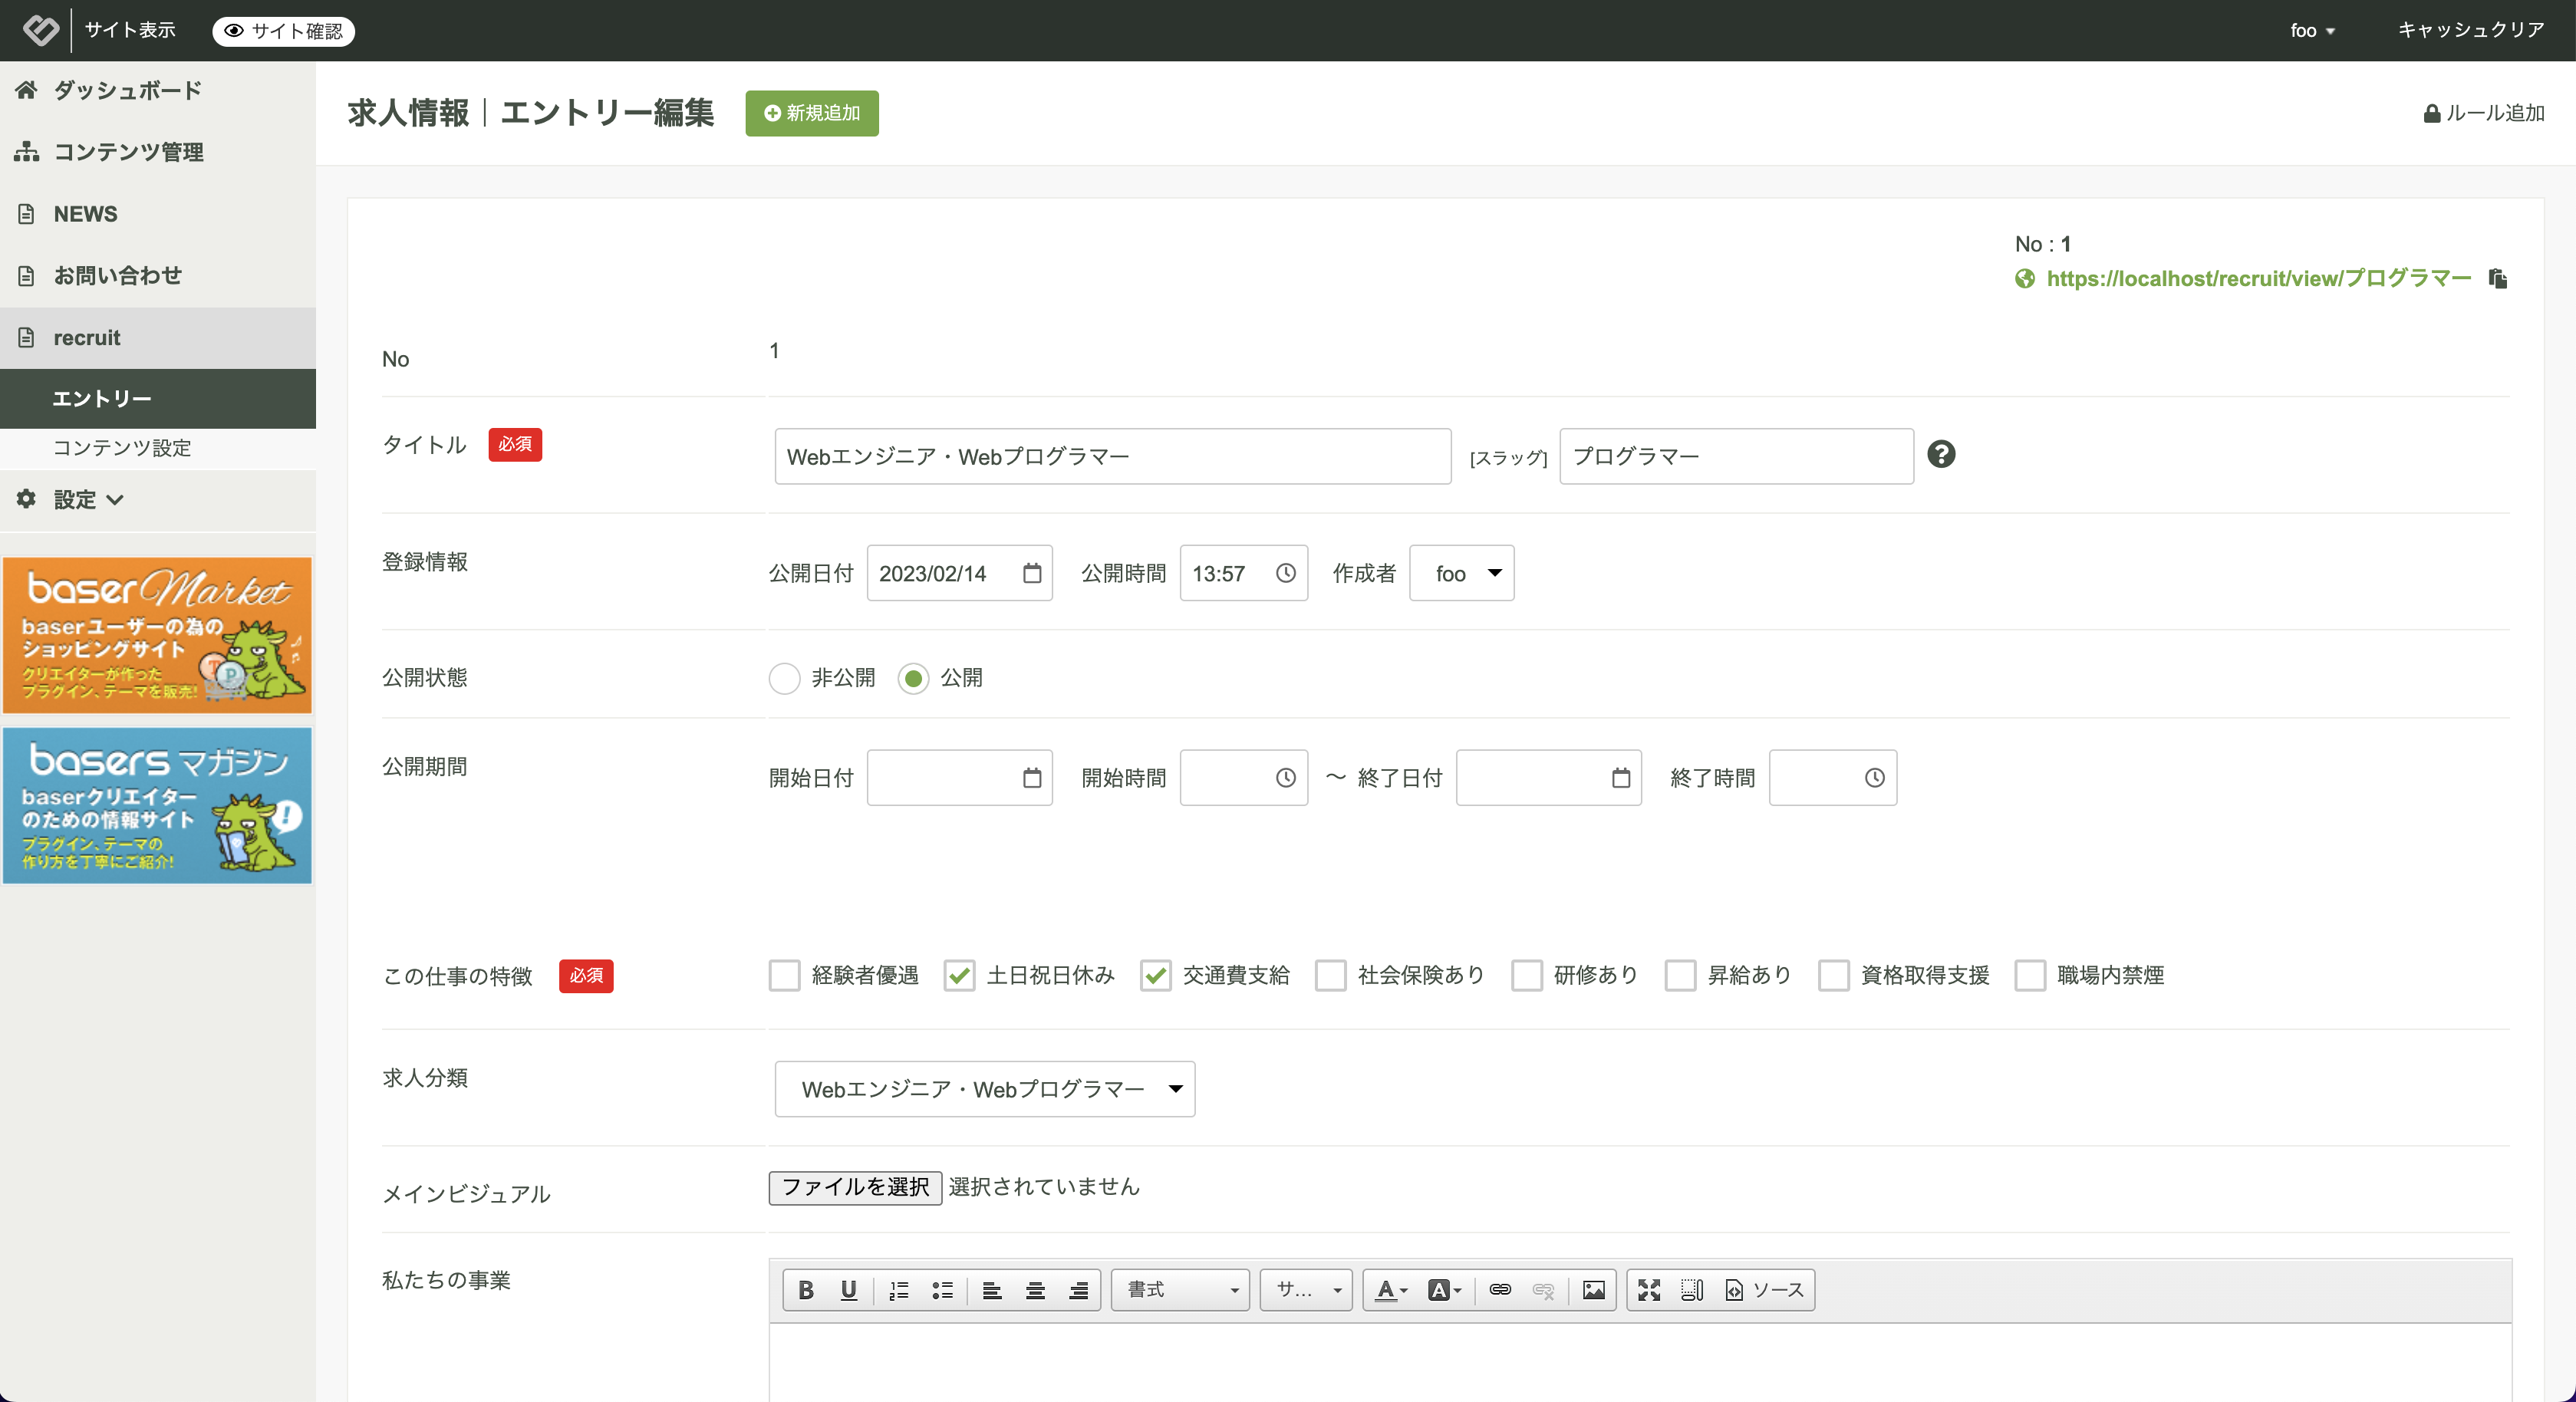 サイト表示 サイト確認 foo キャッシュクリア
ダッシュボード
コンテンツ管理
NEWS
お問い合わせ
recruit
エントリー
コンテンツ設定
設定
baser Market
baserユーザーの為の
ショッピングサイト
クリエイターが作った
プラグイン、テーマを販売!
T P
basers マガジン
baserクリエイター
のための情報サイト
プラグイン、テーマの
作り方を丁寧にご紹介!
求人情報｜エントリー編集 新規追加 ルール追加
No : 1
https://localhost/recruit/view/プログラマー
No 1
タイトル 必須 Webエンジニア・Webプログラマー [スラッグ] プログラマー ?
登録情報 公開日付 2023/02/14 公開時間 13:57 作成者 foo
公開状態 非公開 公開
公開期間 開始日付 開始時間 〜 終了日付 終了時間
この仕事の特徴 必須 経験者優遇 土日祝日休み 交通費支給 社会保険あり 研修あり 昇給あり 資格取得支援 職場内禁煙
求人分類 Webエンジニア・Webプログラマー
メインビジュアル ファイルを選択 選択されていません
私たちの事業 B U 書式 サ... A A ソース